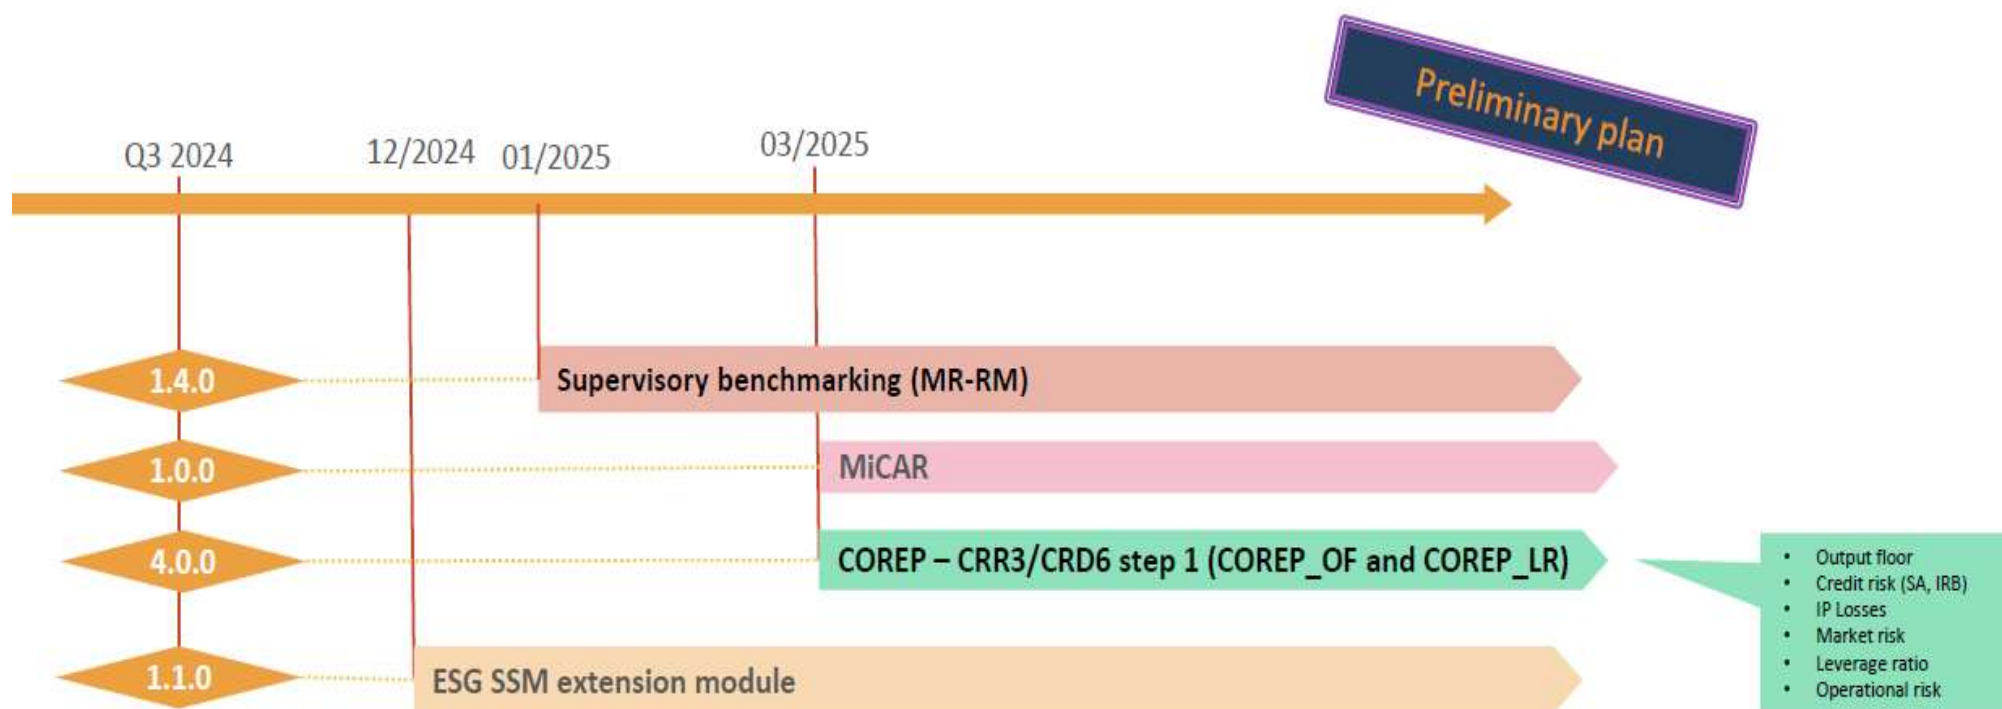 Preliminary plan
Q3 2024
12/2024
01/2025
03/2025
1.4.0
Supervisory benchmarking (MR-RM)
1.0.0
MiCAR
4.0.0
COREP – CRR3/CRD6 step 1 (COREP_OF and COREP_LR)
• Output floor
• Credit risk (SA, IRB)
• IP Losses
• Market risk
• Leverage ratio
• Operational risk
1.1.0
ESG SSM extension module